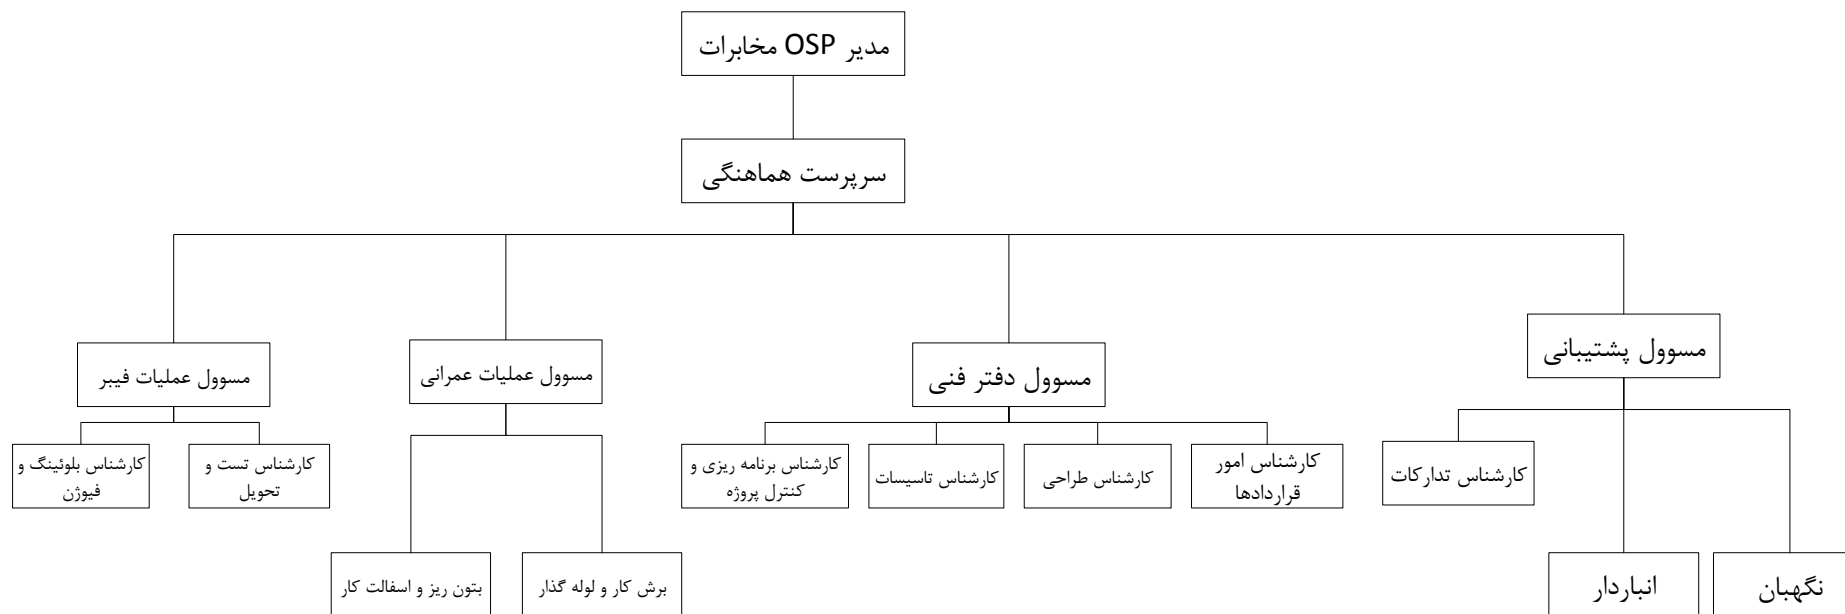 مدیر OSP مخابرات
سرپرست هماهنگی
مسوول پشتیبانی
مسوول دفتر فنی
مسوول عملیات عمرانی
مسوول عملیات فیبر
کارشناس تدارکات
کارشناس امور
قراردادها
کارشناس طراحی
کارشناس تاسیسات
کارشناس برنامه ریزی و
کنترل پروژه
کارشناس تست و
تحویل
کارشناس بلوئینگ و
فیوژن
نگهبان
انباردار
برش کار و لوله گذار
بتون ریز و اسفالت کار